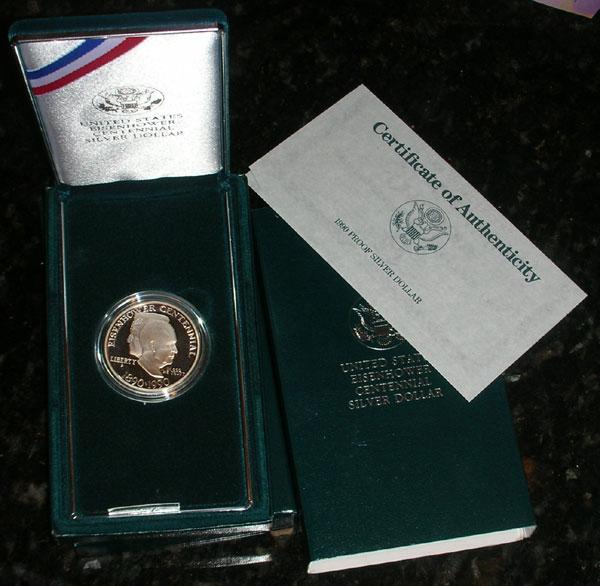 UNITED STATES
EISENHOWER
CENTENNIAL
SILVER DOLLAR
Certificate of Authenticity
1990 PROOF SILVER DOLLAR
EISENHOWER CENTENNIAL
LIBERTY
1890-1990
UNITED STATES
EISENHOWER
CENTENNIAL
SILVER DOLLAR